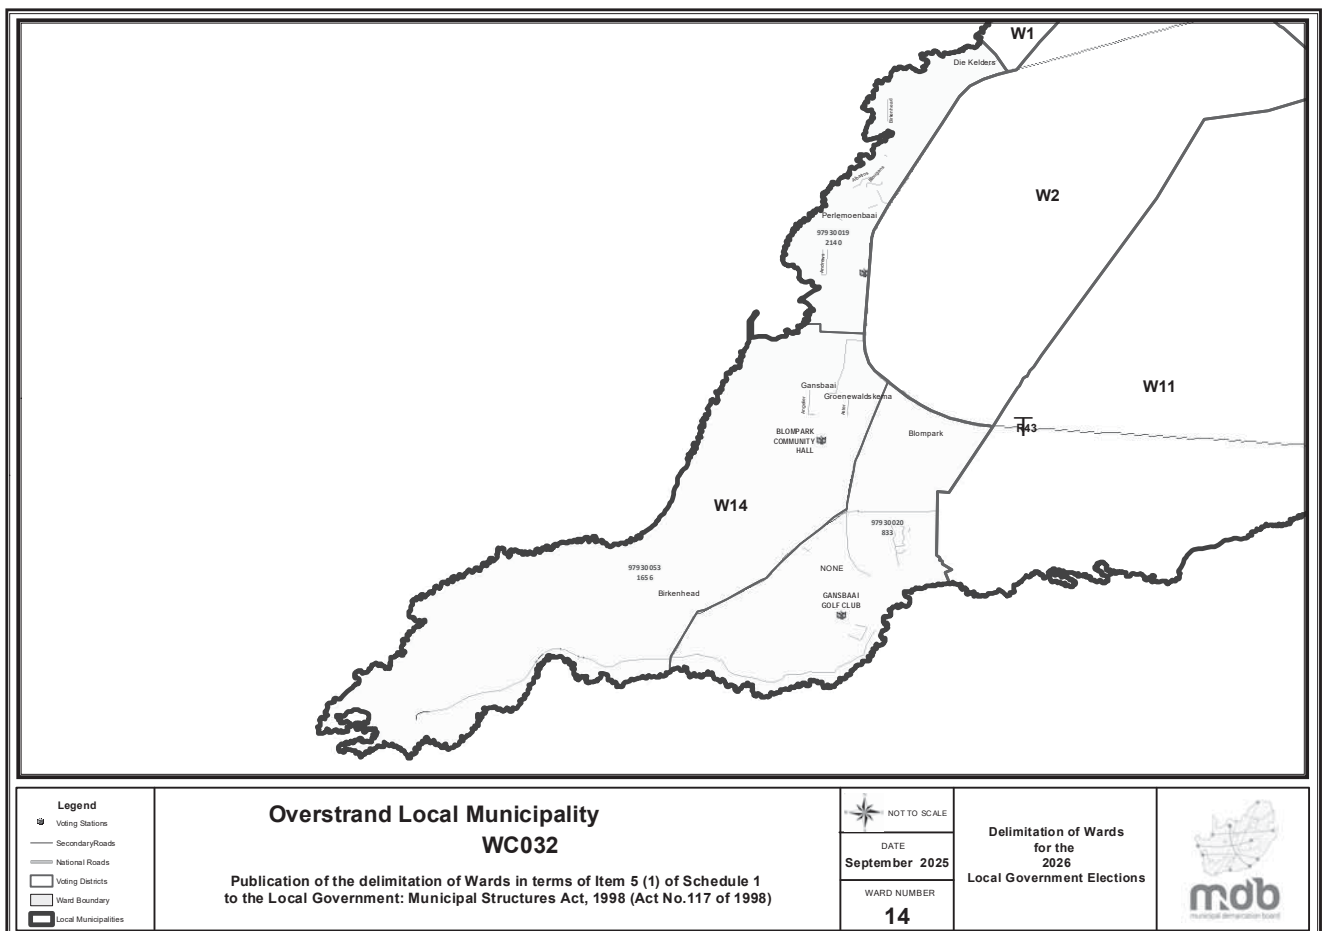 W1
Die Kelders
Birkenhead
W2
Perlemoenbaai
97930019
2140
W11
Gansbaai
Groenewaldskema
R43
BLOMPARK
COMMUNITY
HALL
Blompark
W14
97930020
833
97930053
1656
NONE
Birkenhead
GANSBAAI
GOLF CLUB
Legend
Voting Stations
SecondaryRoads
National Roads
Voting Districts
Ward Boundary
Local Municipalities
Overstrand Local Municipality
WC032
Publication of the delimitation of Wards in terms of Item 5 (1) of Schedule 1
to the Local Government: Municipal Structures Act, 1998 (Act No.117 of 1998)
NOT TO SCALE
DATE
September 2025
WARD NUMBER
14
Delimitation of Wards
for the
2026
Local Government Elections
mdb
municipal demarcation board